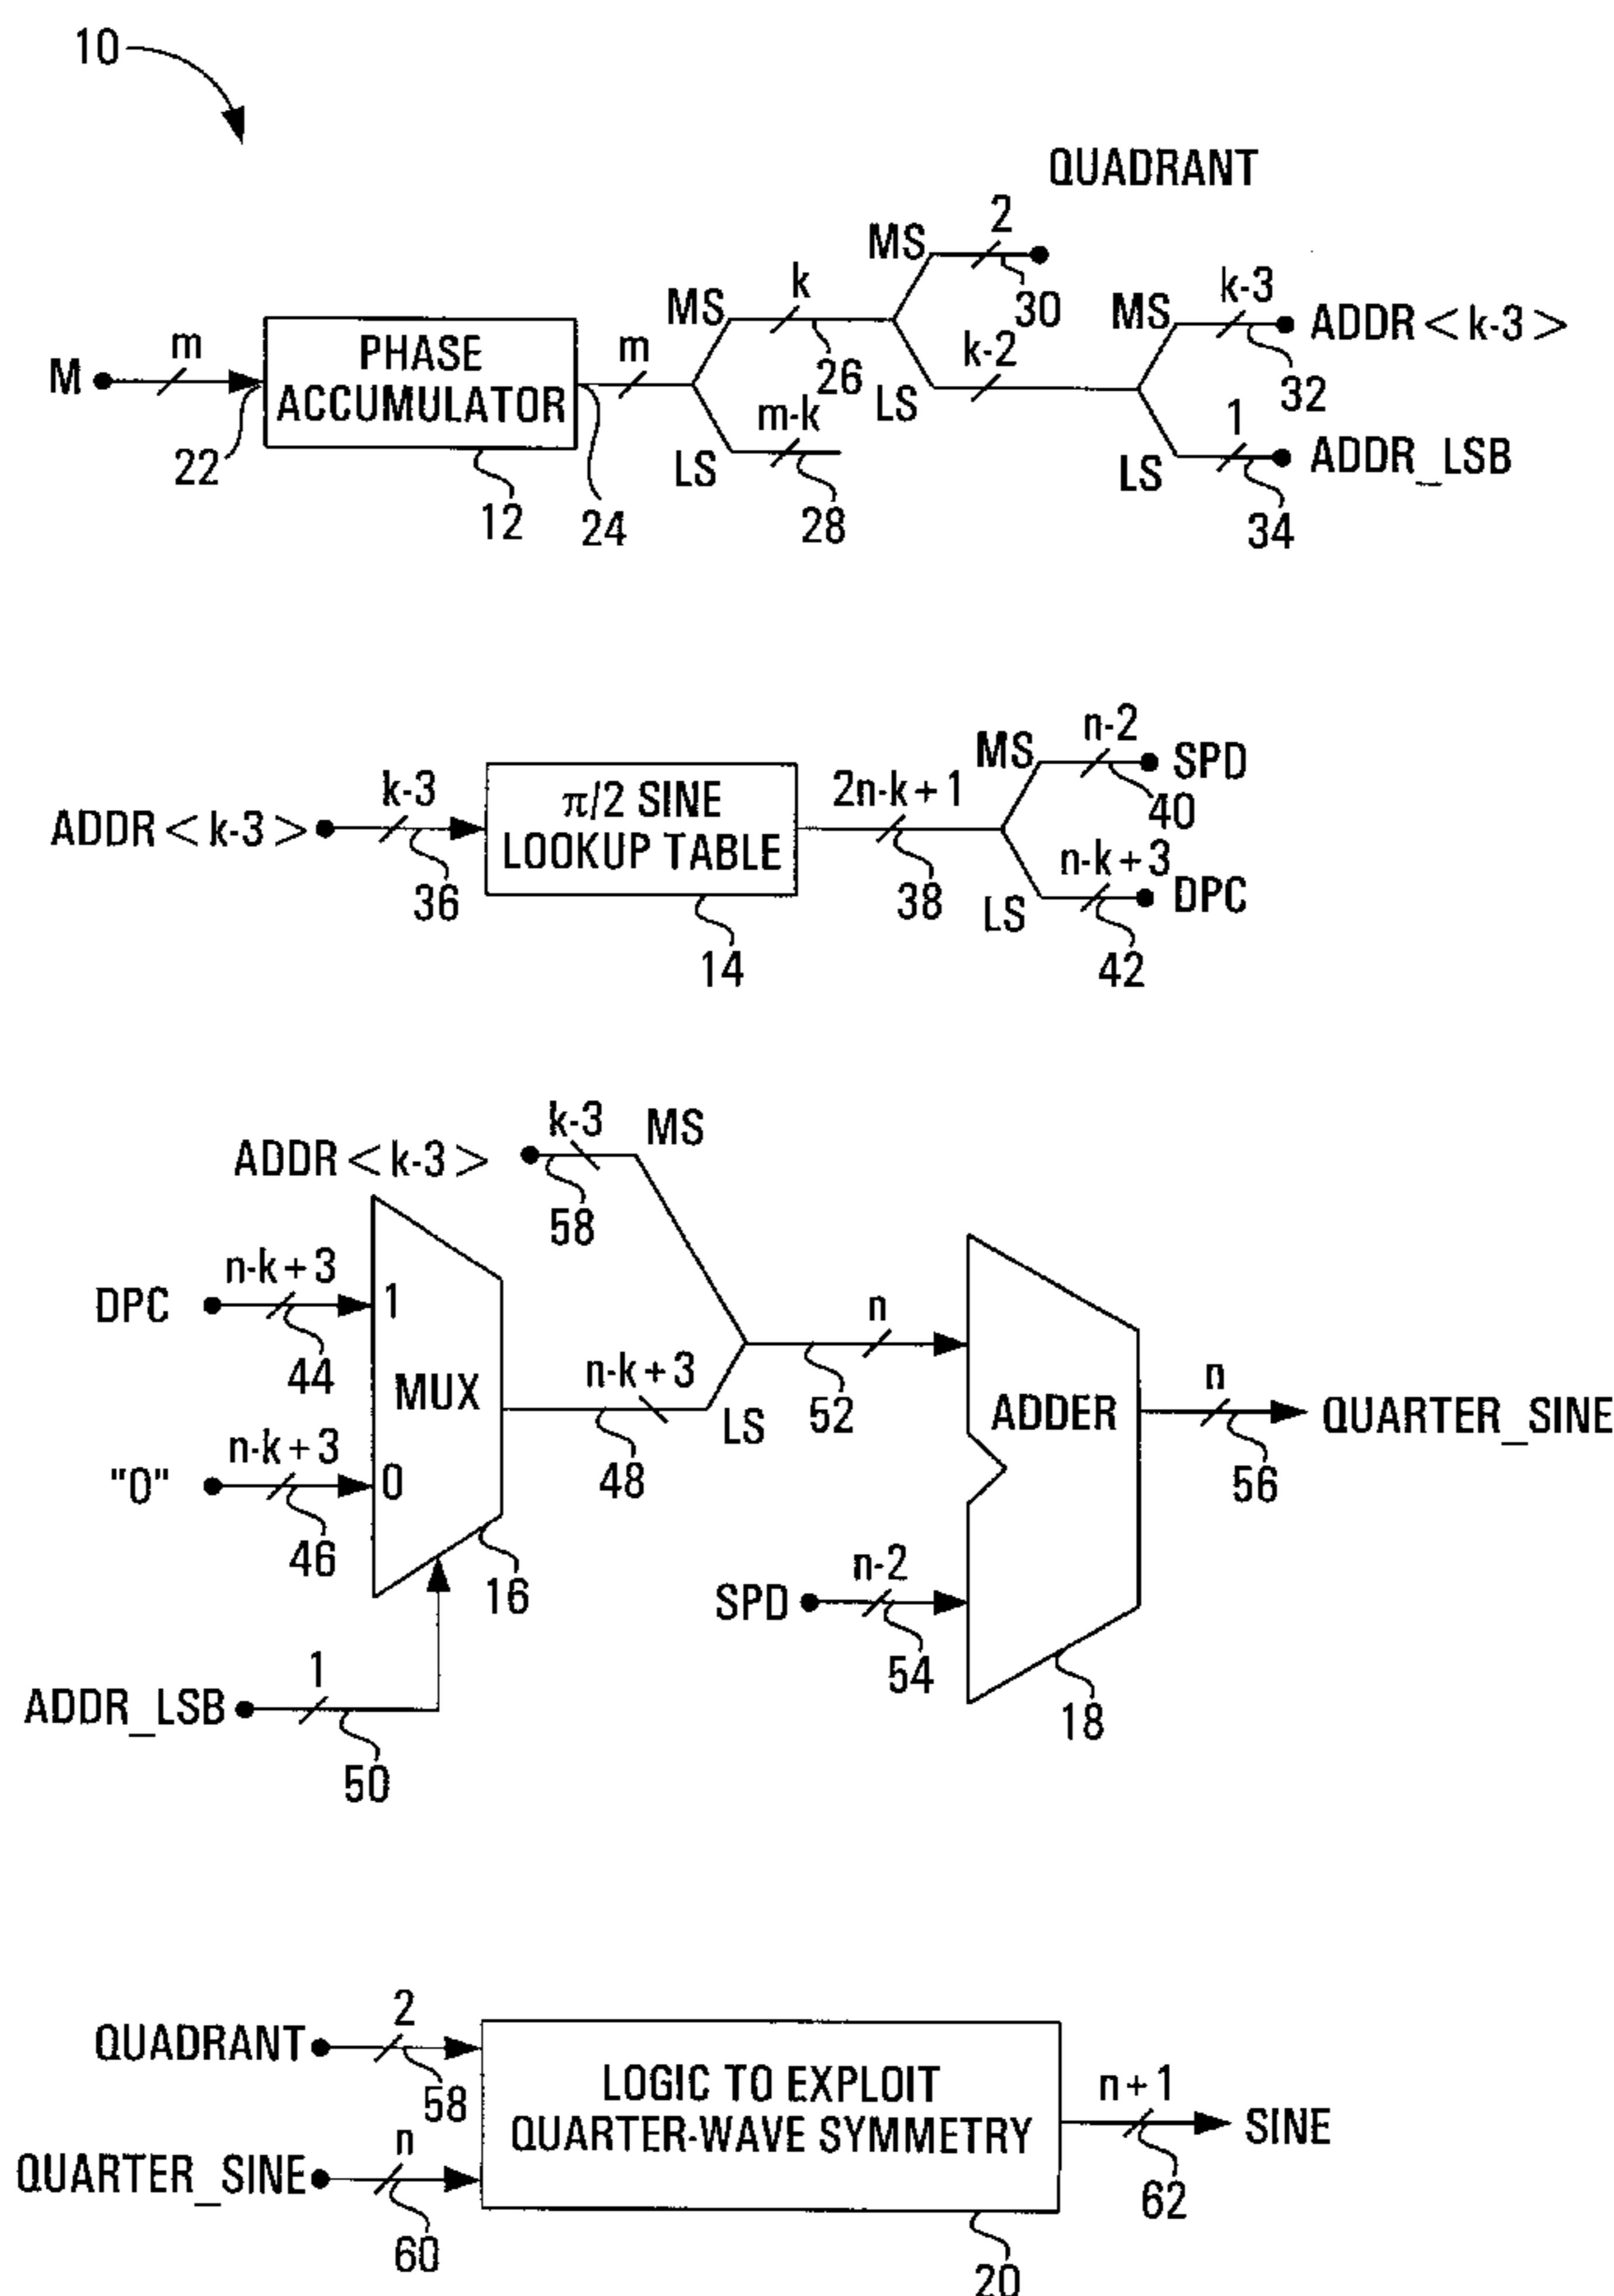 10
QUADRANT
MS
2
30
MS
k
26
k-2
LS
MS
k-3
ADDR<k-3>
32
M
m
22
PHASE
ACCUMULATOR
12
m
24
m-k
LS
28
1
ADDR_LSB
LS
34
ADDR<k-3>
k-3
36
π/2 SINE
LOOKUP TABLE
14
2n-k+1
38
MS
n-2
SPD
40
n-k+3
DPC
LS
42
ADDR<k-3>
k-3
MS
58
DPC
n-k+3
44
1
MUX
"0"
n-k+3
46
0
16
n-k+3
48
LS
52
n
ADDER
n
QUARTER_SINE
56
SPD
n-2
54
18
ADDR_LSB
1
50
QUADRANT
2
58
QUARTER_SINE
n
60
LOGIC TO EXPLOIT
QUARTER-WAVE SYMMETRY
20
n+1
SINE
62